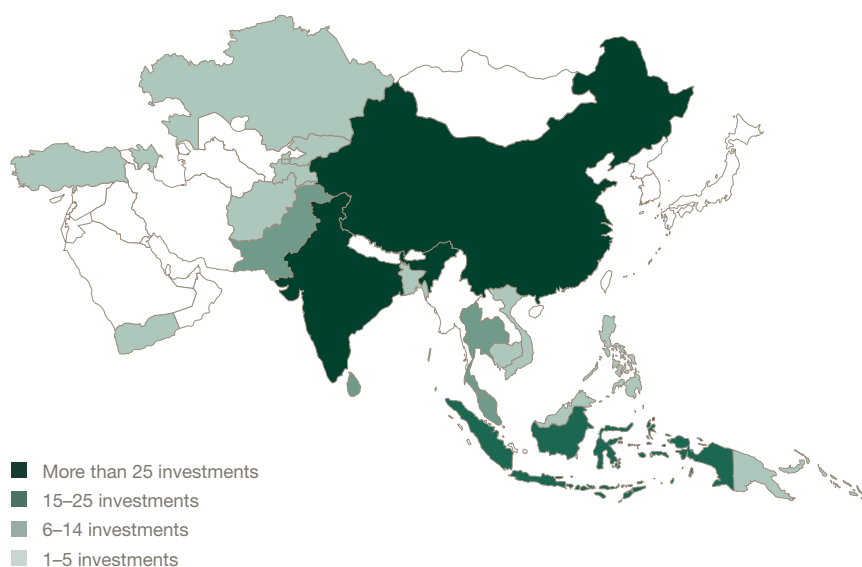 More than 25 investments
15–25 investments
6–14 investments
1–5 investments